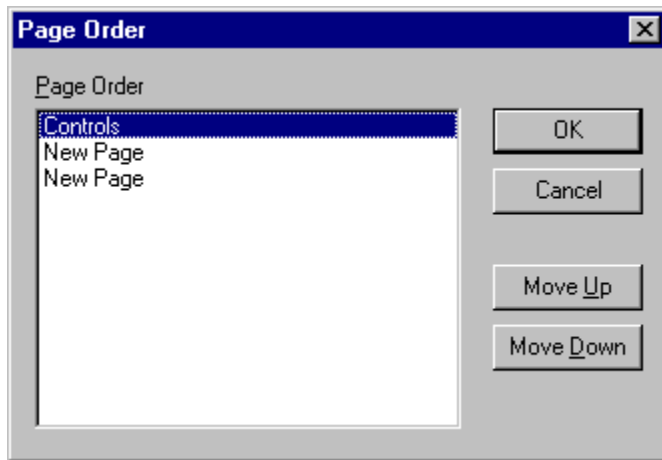 Page Order
Page Order
Controls
New Page
New Page
OK
Cancel
Move Up
Move Down